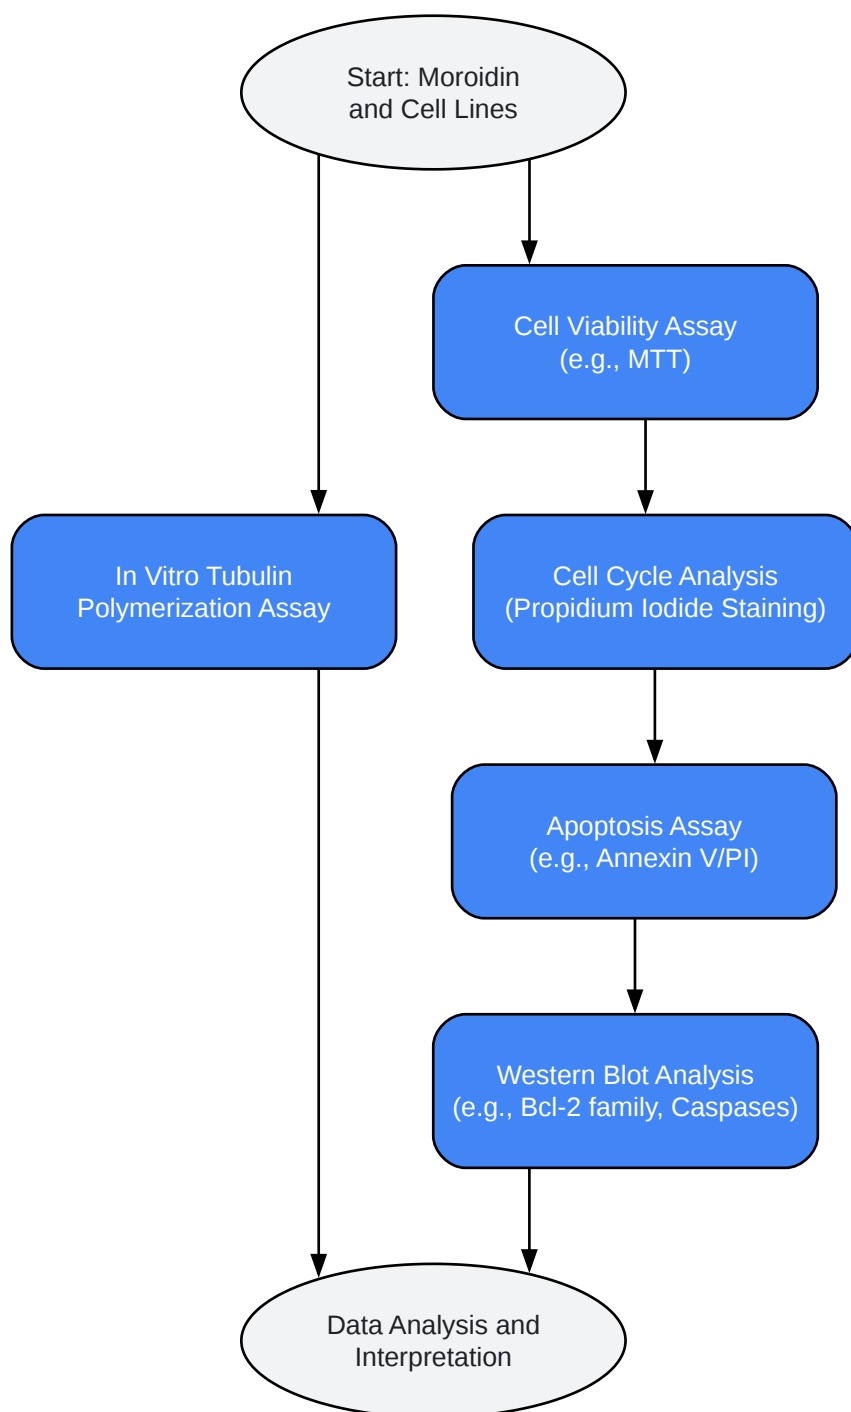 Start: Moroidin
and Cell Lines
Cell Viability Assay
(e.g., MTT)
In Vitro Tubulin
Polymerization Assay
Cell Cycle Analysis
(Propidium Iodide Staining)
Apoptosis Assay
(e.g., Annexin V/PI)
Western Blot Analysis
(e.g., Bcl-2 family, Caspases)
Data Analysis and
Interpretation